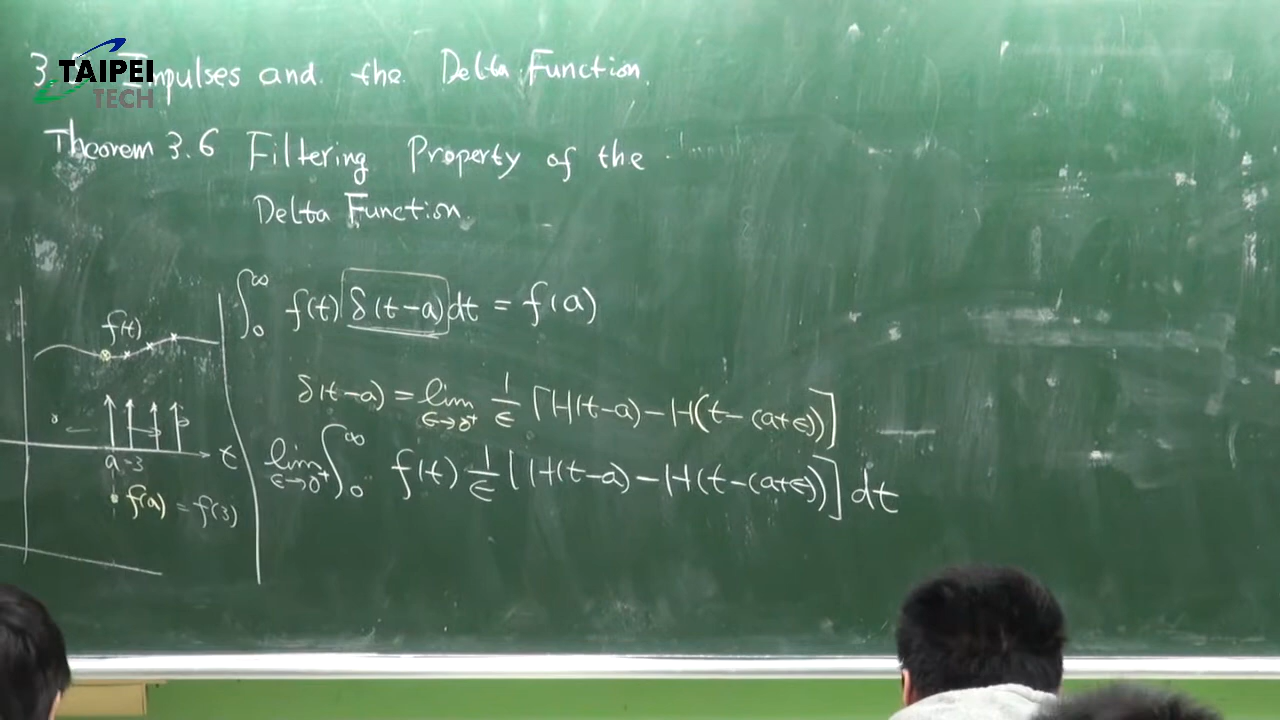 3. Impulses and the Delta Function.
TAIPEI
TECH
Theorem 3.6 Filtering Property of the
Delta Function.
∫₀^∞ f(t) δ(t-a) dt = f(a)
f(t)
δ(t-a) = lim_{ε→0⁺} 1/ε [H(t-a) - H(t-(a+ε))]
lim_{ε→0⁺} ∫₀^∞ f(t) 1/ε [H(t-a) - H(t-(a+ε))] dt
t
a=3
f(a) = f(3)